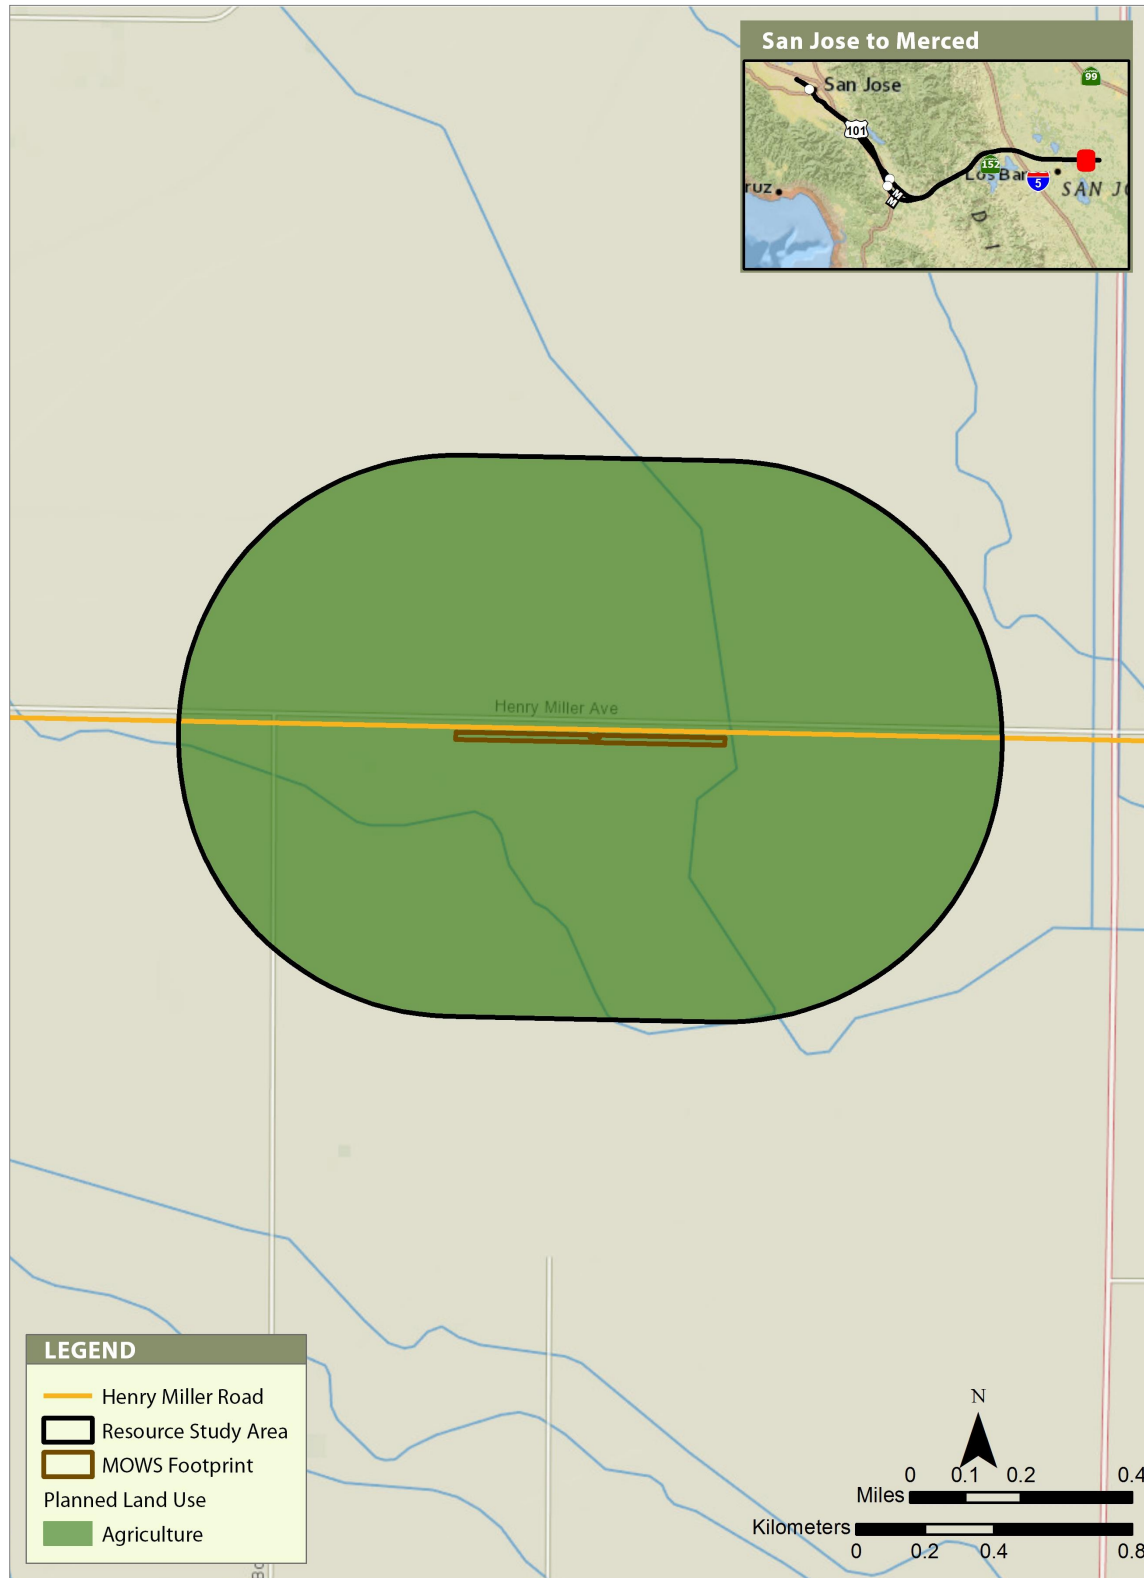 San Jose to Merced
99
San Jose
101
152
Los Ban
5
ruz
SAN JO
M
M
D I
Henry Miller Ave
LEGEND
Henry Miller Road
Resource Study Area
MOWS Footprint
Planned Land Use
Agriculture
N
0 0.1 0.2 0.4
Miles
Kilometers
0 0.2 0.4 0.8